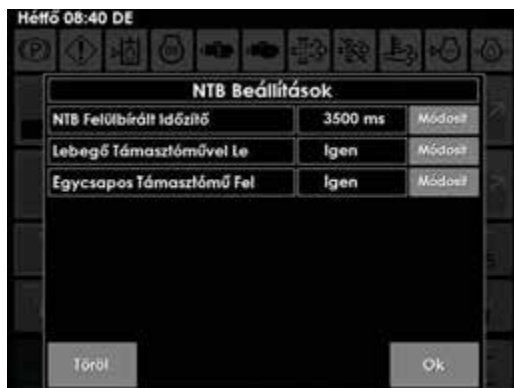 Hétfő 08:40 DE
NTB Beállítások
NTB Felülbírált Időzítő 3500 ms Módosít
Lebegő Támasztóművel Le Igen Módosít
Egycsapos Támasztómű Fel Igen Módosít
Töröl Ok